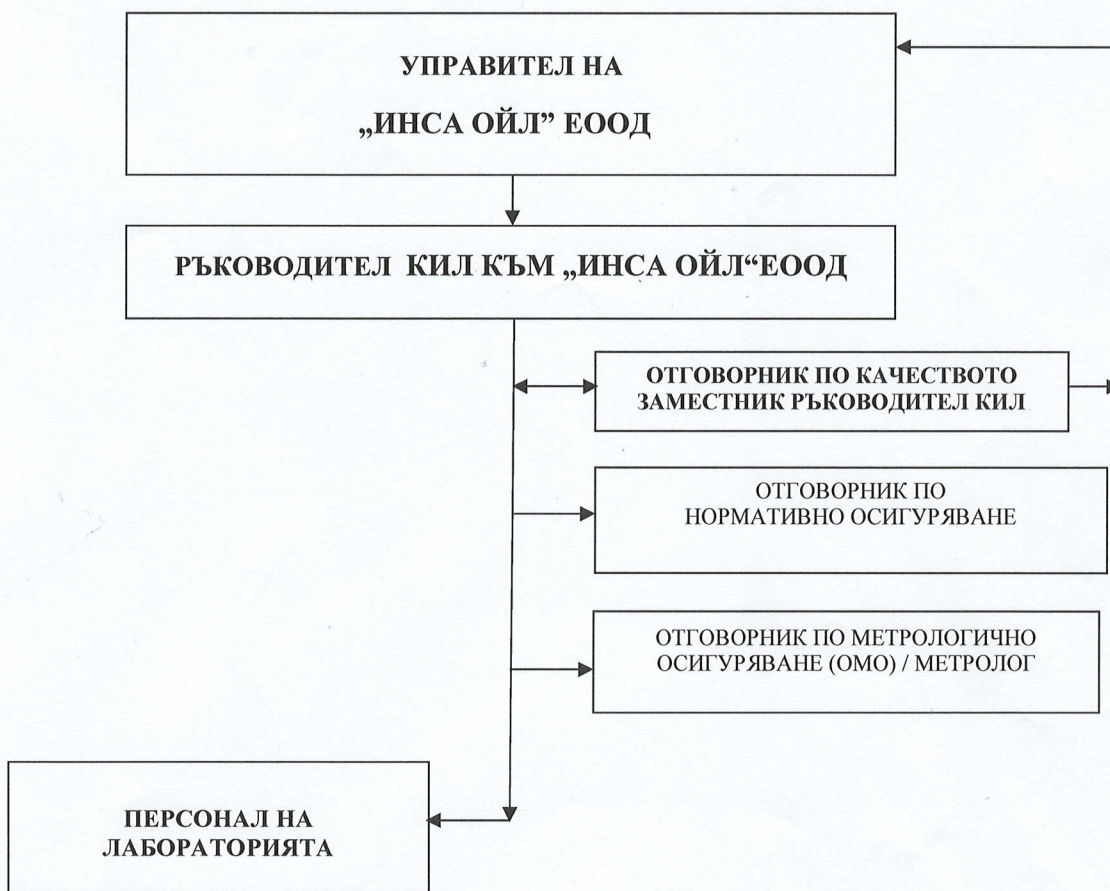 УПРАВИТЕЛ НА
„ИНСА ОЙЛ” ЕООД
РЪКОВОДИТЕЛ КИЛ КЪМ „ИНСА ОЙЛ“ЕООД
ОТГОВОРНИК ПО КАЧЕСТВОТО
ЗАМЕСТНИК РЪКОВОДИТЕЛ КИЛ
ОТГОВОРНИК ПО
НОРМАТИВНО ОСИГУРЯВАНЕ
ОТГОВОРНИК ПО МЕТРОЛОГИЧНО
ОСИГУРЯВАНЕ (ОМО) / МЕТРОЛОГ
ПЕРСОНАЛ НА
ЛАБОРАТОРИЯТА